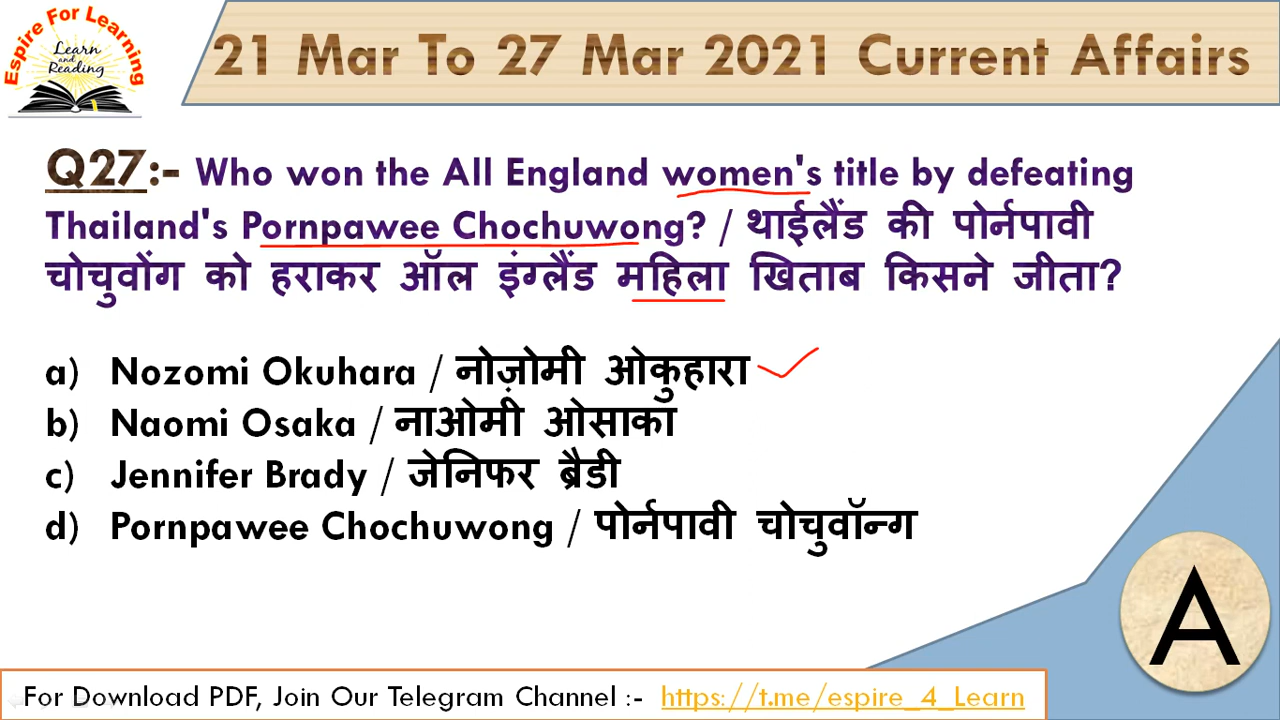 Espire For Learning
Learn
and
Reading
21 Mar To 27 Mar 2021 Current Affairs
Q27:- Who won the All England women's title by defeating
Thailand's Pornpawee Chochuwong? / थाईलैंड की पोर्नपावी
चोचुवोंग को हराकर ऑल इंग्लैंड महिला खिताब किसने जीता?
a) Nozomi Okuhara / नोज़ोमी ओकुहारा
b) Naomi Osaka / नाओमी ओसाका
c) Jennifer Brady / जेनिफर ब्रैडी
d) Pornpawee Chochuwong / पोर्नपावी चोचुवॉन्ग
A
For Download PDF, Join Our Telegram Channel :- https://t.me/espire_4_Learn